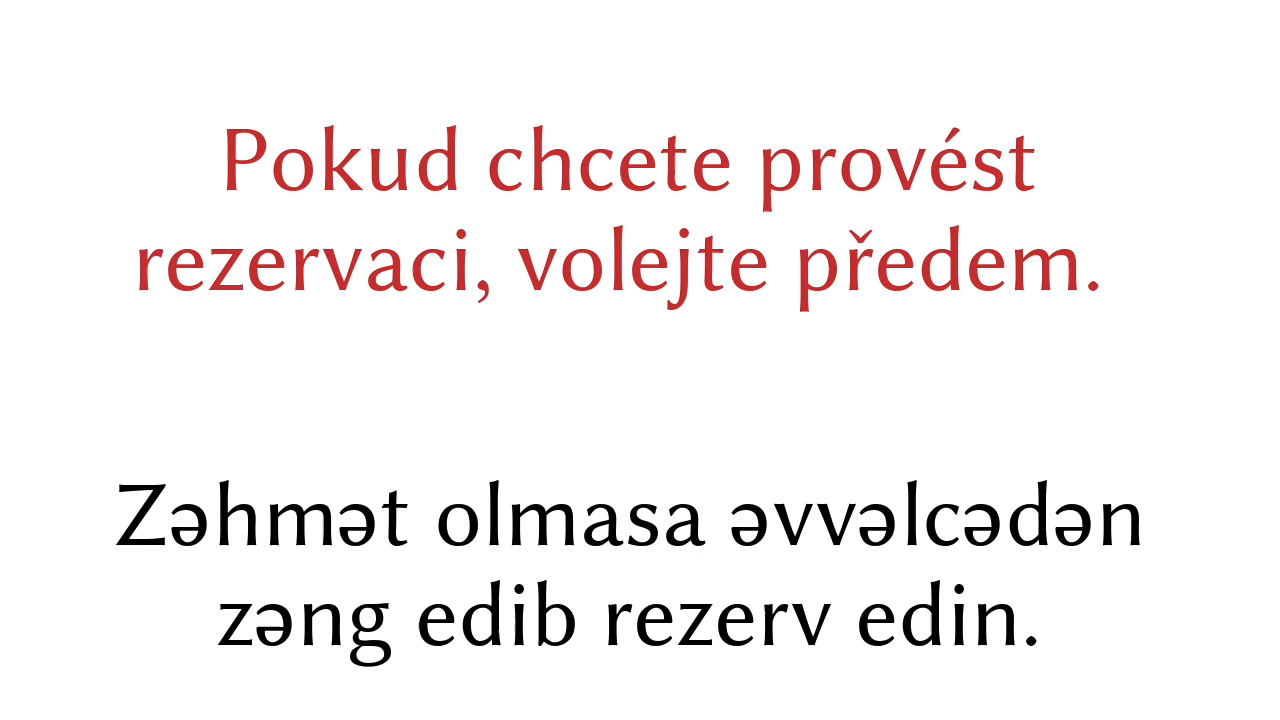 Pokud chcete provést
rezervaci, volejte předem.
Zəhmət olmasa əvvəlcədən
zəng edib rezerv edin.